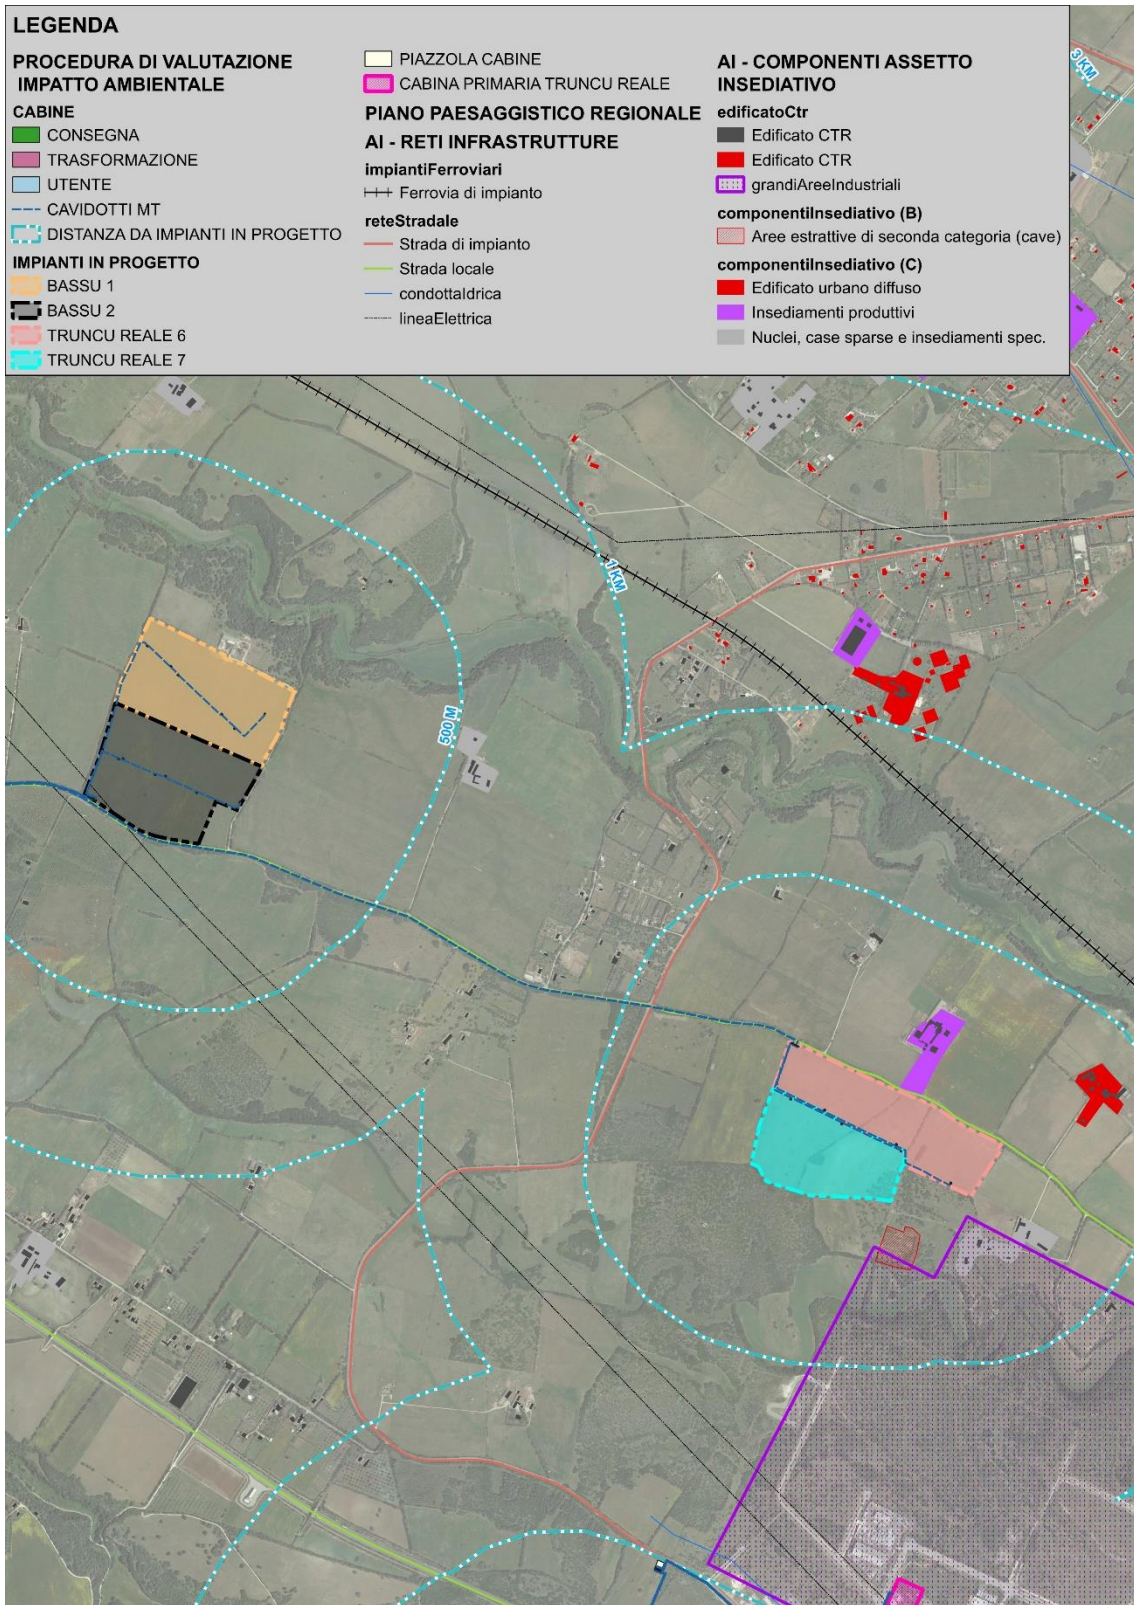 LEGENDA
PROCEDURA DI VALUTAZIONE
IMPATTO AMBIENTALE
CABINE
CONSEGNA
TRASFORMAZIONE
UTENTE
CAVIDOTTI MT
DISTANZA DA IMPIANTI IN PROGETTO
IMPIANTI IN PROGETTO
BASSU 1
BASSU 2
TRUNCU REALE 6
TRUNCU REALE 7
PIAZZOLA CABINE
CABINA PRIMARIA TRUNCU REALE
PIANO PAESAGGISTICO REGIONALE
AI - RETI INFRASTRUTTURE
impiantiFerroviari
Ferrovia di impianto
reteStradale
Strada di impianto
Strada locale
condottaIdrica
lineaElettrica
AI - COMPONENTI ASSETTO
INSEDIATIVO
edificatoCtr
Edificato CTR
Edificato CTR
grandiAreeIndustriali
componentiInsediativo (B)
Aree estrattive di seconda categoria (cave)
componentiInsediativo (C)
Edificato urbano diffuso
Insediamenti produttivi
Nuclei, case sparse e insediamenti spec.
3 KM
1 KM
500 M